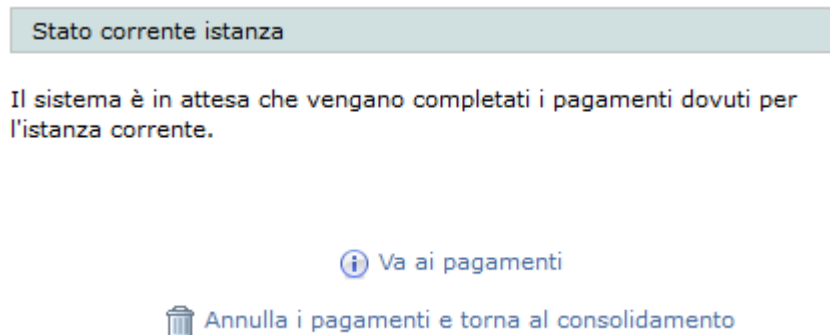 Stato corrente istanza
Il sistema è in attesa che vengano completati i pagamenti dovuti per
l'istanza corrente.
Va ai pagamenti
Annulla i pagamenti e torna al consolidamento